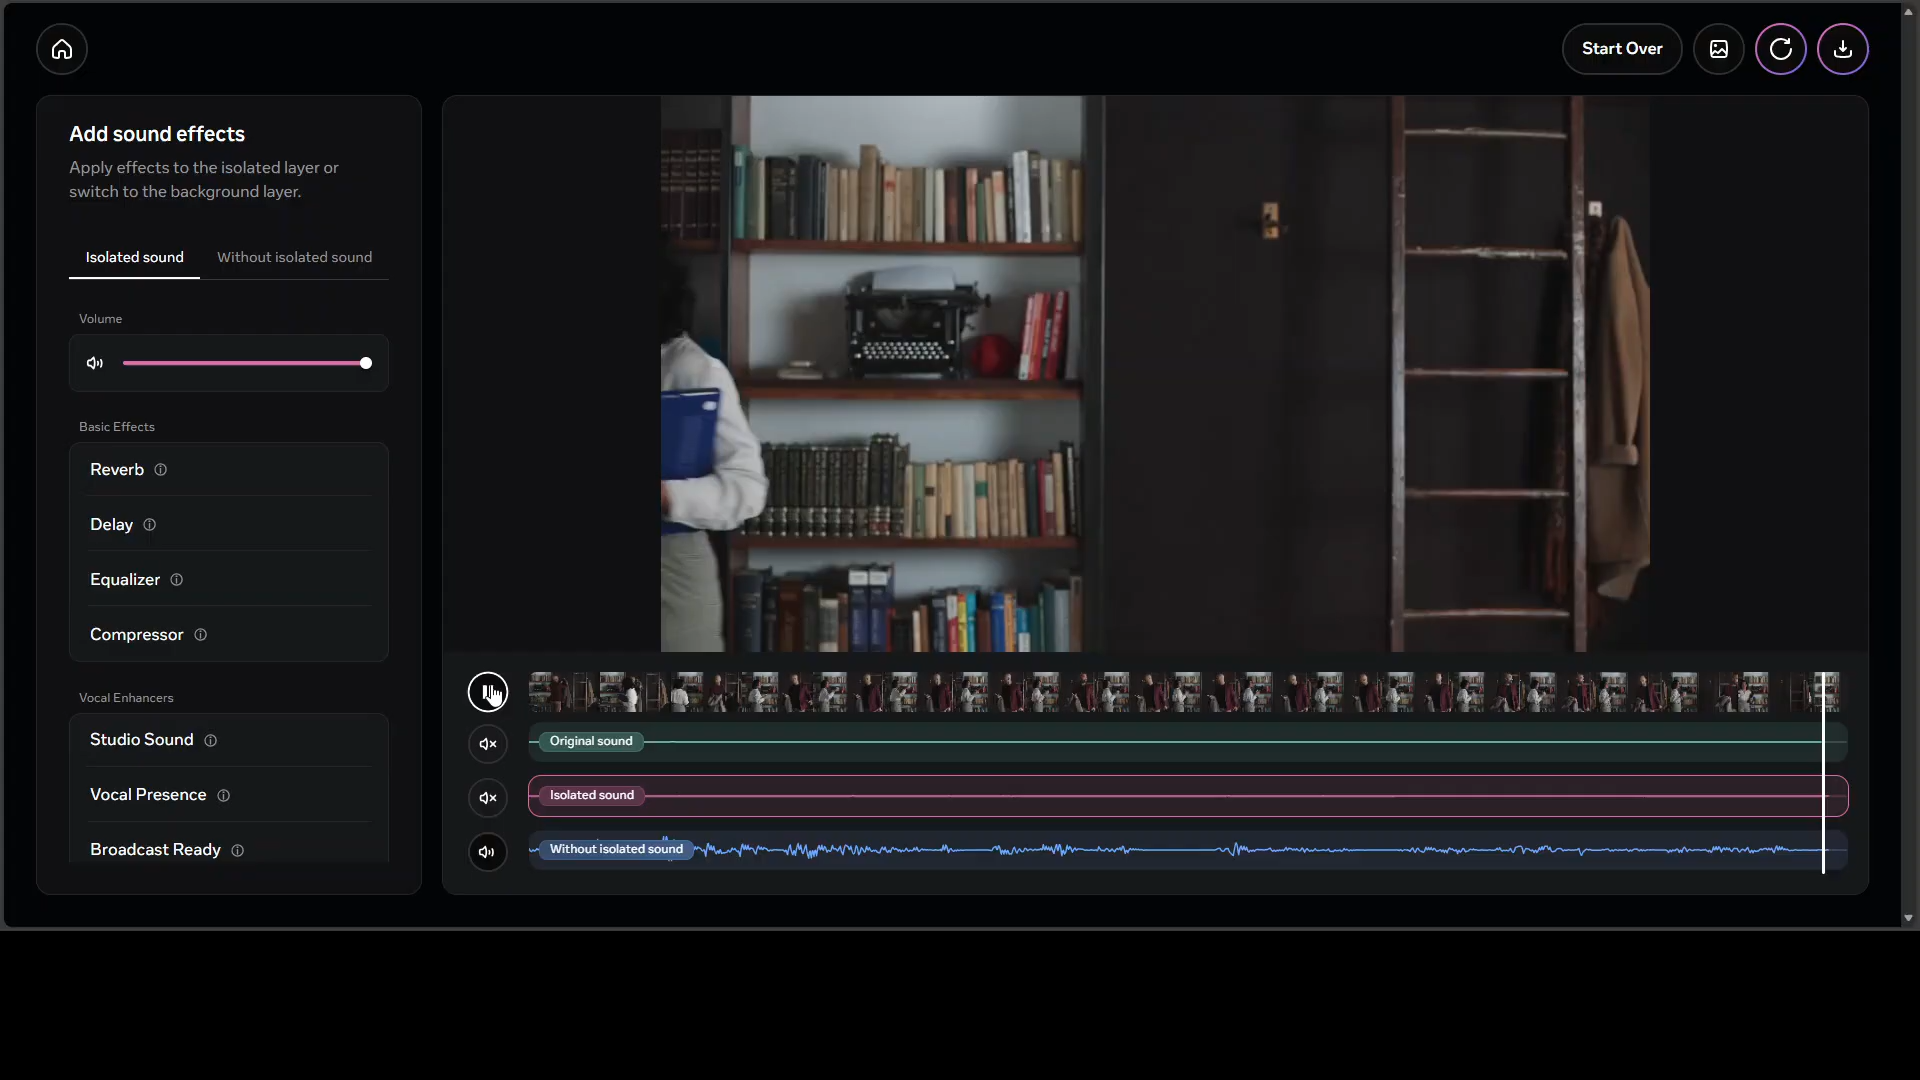 Start Over
Add sound effects
Apply effects to the isolated layer or
switch to the background layer.
Isolated sound
Without isolated sound
Volume
Basic Effects
Reverb
Delay
Equalizer
Compressor
Vocal Enhancers
Studio Sound
Vocal Presence
Broadcast Ready
Original sound
Isolated sound
Without isolated sound